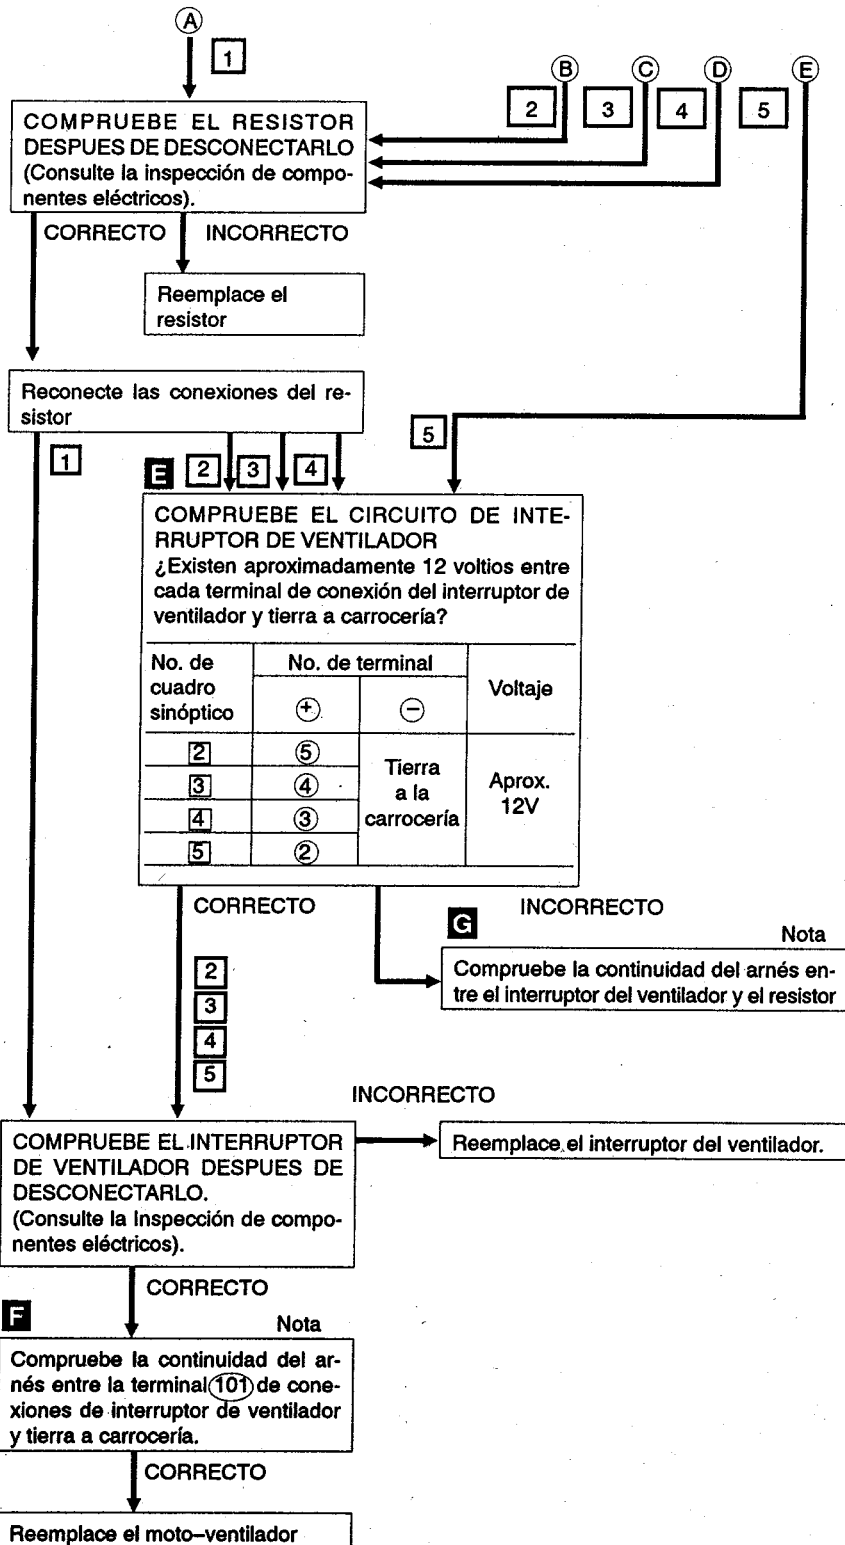 A
1
B C D E
2 3 4 5
COMPRUEBE EL RESISTOR
DESPUES DE DESCONECTARLO
(Consulte la inspección de compo-
nentes eléctricos).
CORRECTO INCORRECTO
Reemplace el
resistor
Reconecte las conexiones del re-
sistor
5
1
E 2 3 4
COMPRUEBE EL CIRCUITO DE INTE-
RRUPTOR DE VENTILADOR
¿Existen aproximadamente 12 voltios entre
cada terminal de conexión del interruptor de
ventilador y tierra a carrocería?
No. de
cuadro
sinóptico
No. de terminal
+ −
Voltaje
2 5
3 4
4 3
5 2
Tierra
a la
carrocería
Aprox.
12V
CORRECTO INCORRECTO
G Nota
Compruebe la continuidad del arnés en-
tre el interruptor del ventilador y el resistor
2
3
4
5
INCORRECTO
COMPRUEBE EL INTERRUPTOR
DE VENTILADOR DESPUES DE
DESCONECTARLO.
(Consulte la Inspección de compo-
nentes eléctricos).
Reemplace el interruptor del ventilador.
CORRECTO
F Nota
Compruebe la continuidad del ar-
nés entre la terminal 101 de cone-
xiones de interruptor de ventilador
y tierra a carrocería.
CORRECTO
Reemplace el moto–ventilador